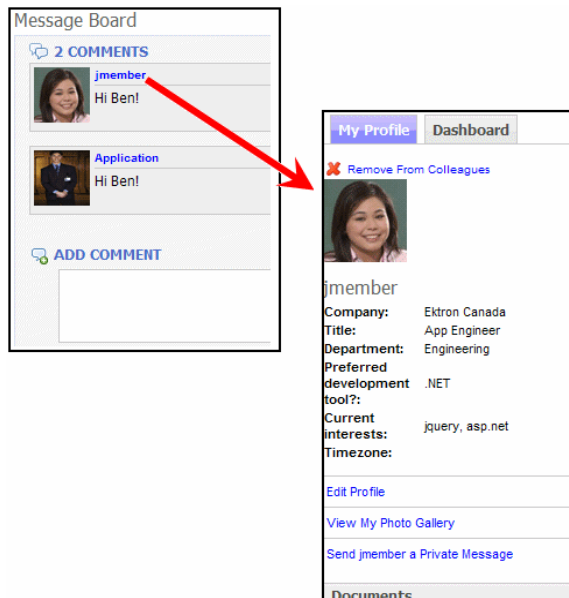 Message Board
2 COMMENTS
jmember
Hi Ben!
Application
Hi Ben!
ADD COMMENT
My Profile Dashboard
Remove From Colleagues
jmember
Company: Ektron Canada
Title: App Engineer
Department: Engineering
Preferred
development .NET
tool?:
Current
interests: jquery, asp.net
Timezone:
Edit Profile
View My Photo Gallery
Send jmember a Private Message
Documents